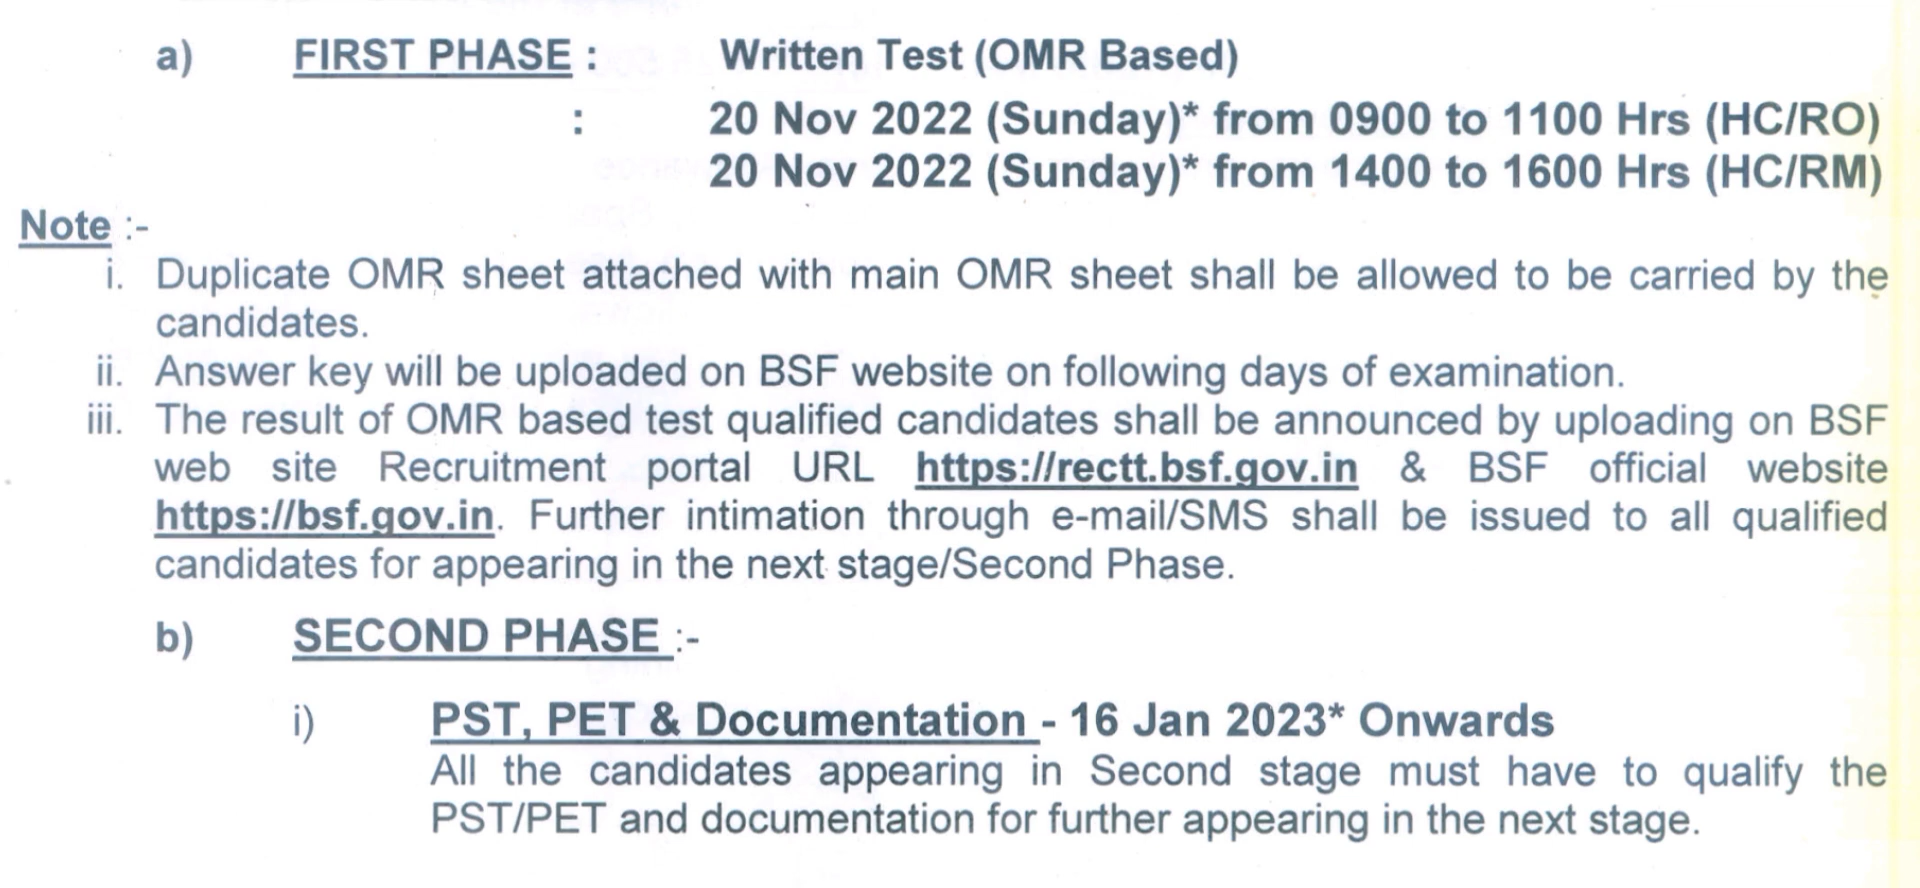 a) FIRST PHASE : Written Test (OMR Based)
: 20 Nov 2022 (Sunday)* from 0900 to 1100 Hrs (HC/RO)
20 Nov 2022 (Sunday)* from 1400 to 1600 Hrs (HC/RM)
Note :-
i. Duplicate OMR sheet attached with main OMR sheet shall be allowed to be carried by the
candidates.
ii. Answer key will be uploaded on BSF website on following days of examination.
iii. The result of OMR based test qualified candidates shall be announced by uploading on BSF
web site Recruitment portal URL https://rectt.bsf.gov.in & BSF official website
https://bsf.gov.in. Further intimation through e-mail/SMS shall be issued to all qualified
candidates for appearing in the next stage/Second Phase.
b) SECOND PHASE :-
i) PST, PET & Documentation - 16 Jan 2023* Onwards
All the candidates appearing in Second stage must have to qualify the
PST/PET and documentation for further appearing in the next stage.